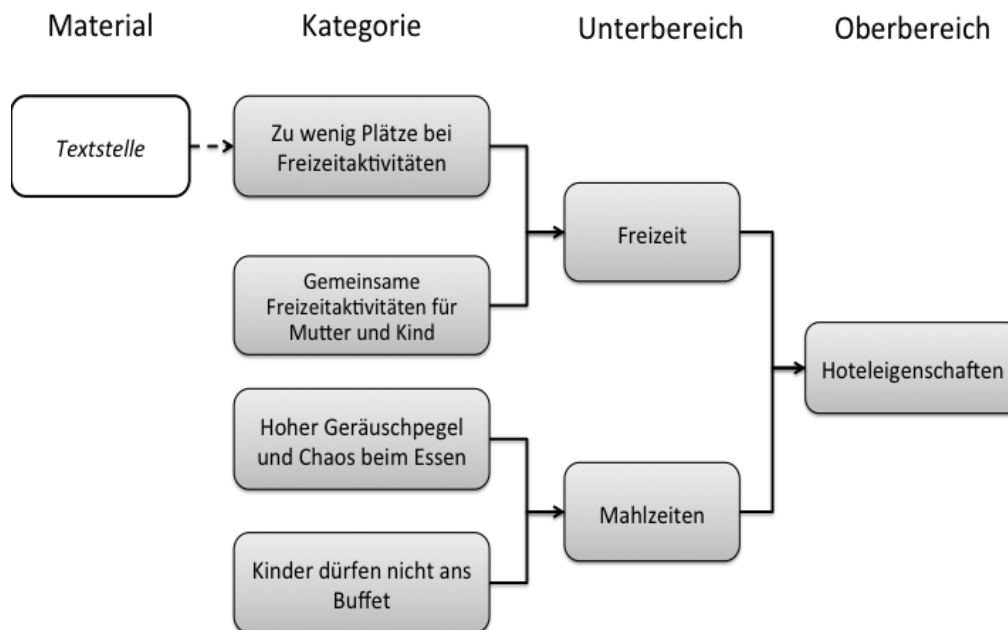 Material
Kategorie
Unterbereich
Oberbereich
Textstelle
Zu wenig Plätze bei
Freizeitaktivitäten
Gemeinsame
Freizeitaktivitäten für
Mutter und Kind
Hoher Geräuschpegel
und Chaos beim Essen
Kinder dürfen nicht ans
Buffet
Freizeit
Mahlzeiten
Hoteleigenschaften